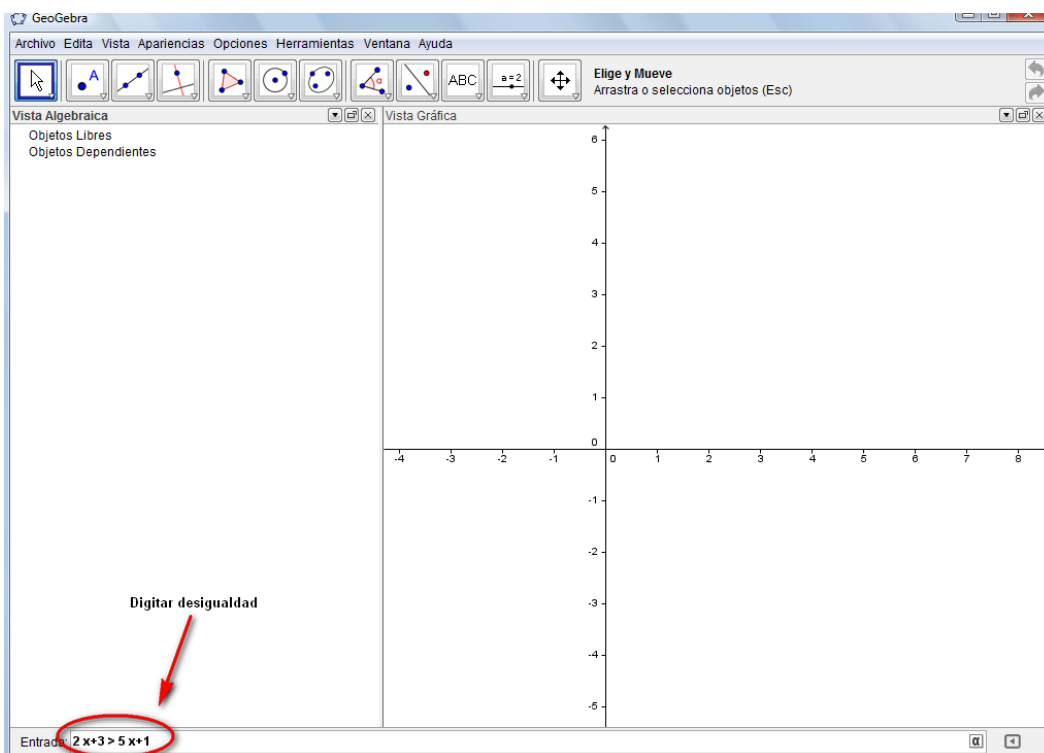 GeoGebra
Archivo Edita Vista Apariencias Opciones Herramientas Ventana Ayuda
A
α
ABC
a=2
Elige y Mueve
Arrastra o selecciona objetos (Esc)
Vista Algebraica
Vista Gráfica
Objetos Libres
Objetos Dependientes
6
5
4
3
2
1
0
-4 -3 -2 -1 0 1 2 3 4 5 6 7 8
-1
-2
-3
-4
-5
Digitar desigualdad
Entrada: 2 x+3 > 5 x+1
α